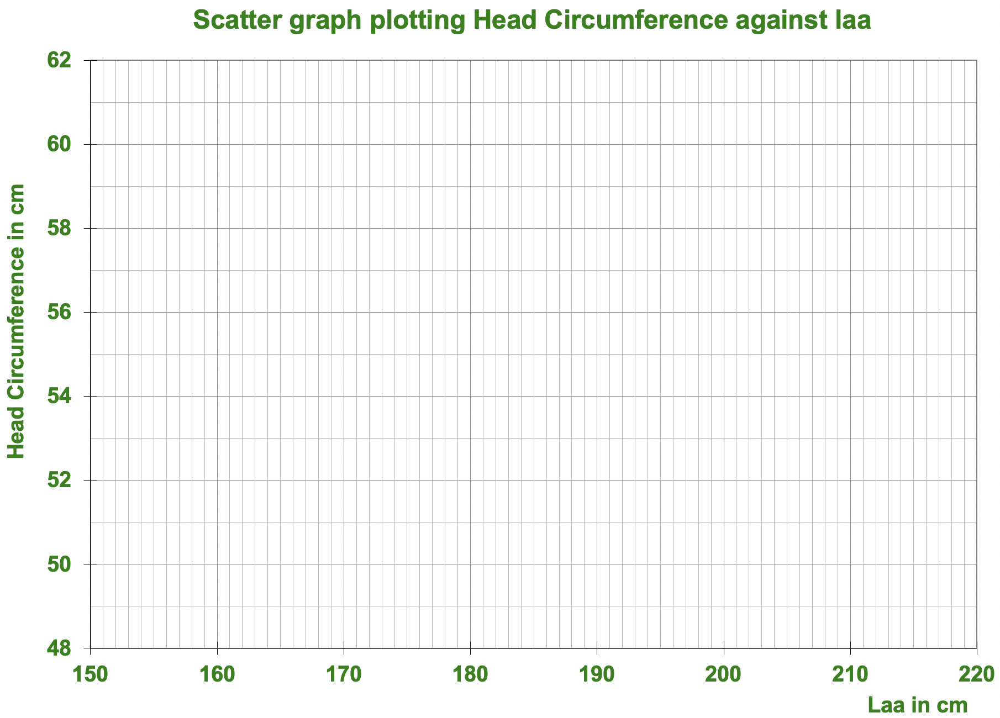 Scatter graph plotting Head Circumference against laa
62
60
58
56
54
52
50
48
Head Circumference in cm
150 160 170 180 190 200 210 220
Laa in cm